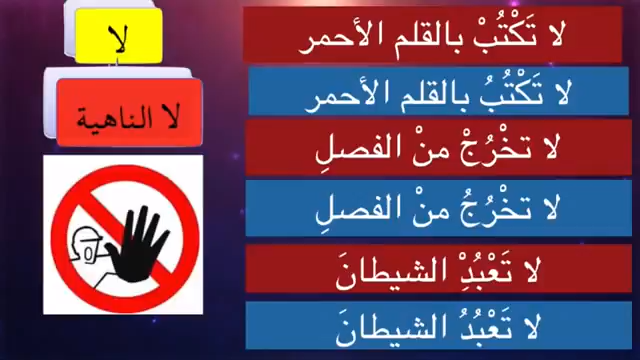 لا
لا الناهية
لا تَكْتُبْ بالقلم الأحمر
لا تَكْتُبُ بالقلم الأحمر
لا تخْرُجْ منْ الفصلِ
لا تخْرُجُ منْ الفصلِ
لا تَعْبُدِْ الشيطانَ
لا تَعْبُدُ الشيطانَ